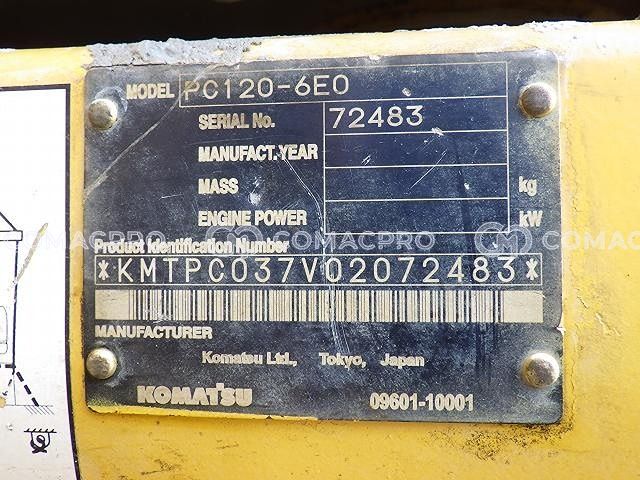 MODEL PC120-6E0
SERIAL No. 72483
MANUFACT. YEAR
MASS kg
ENGINE POWER kW
COMACPRO COMACPRO COMACPRO
Product Identification Number
*KMTPC037V02072483*
MANUFACTURER
Komatsu Ltd., Tokyo, Japan
KOMATSU 09601-10001